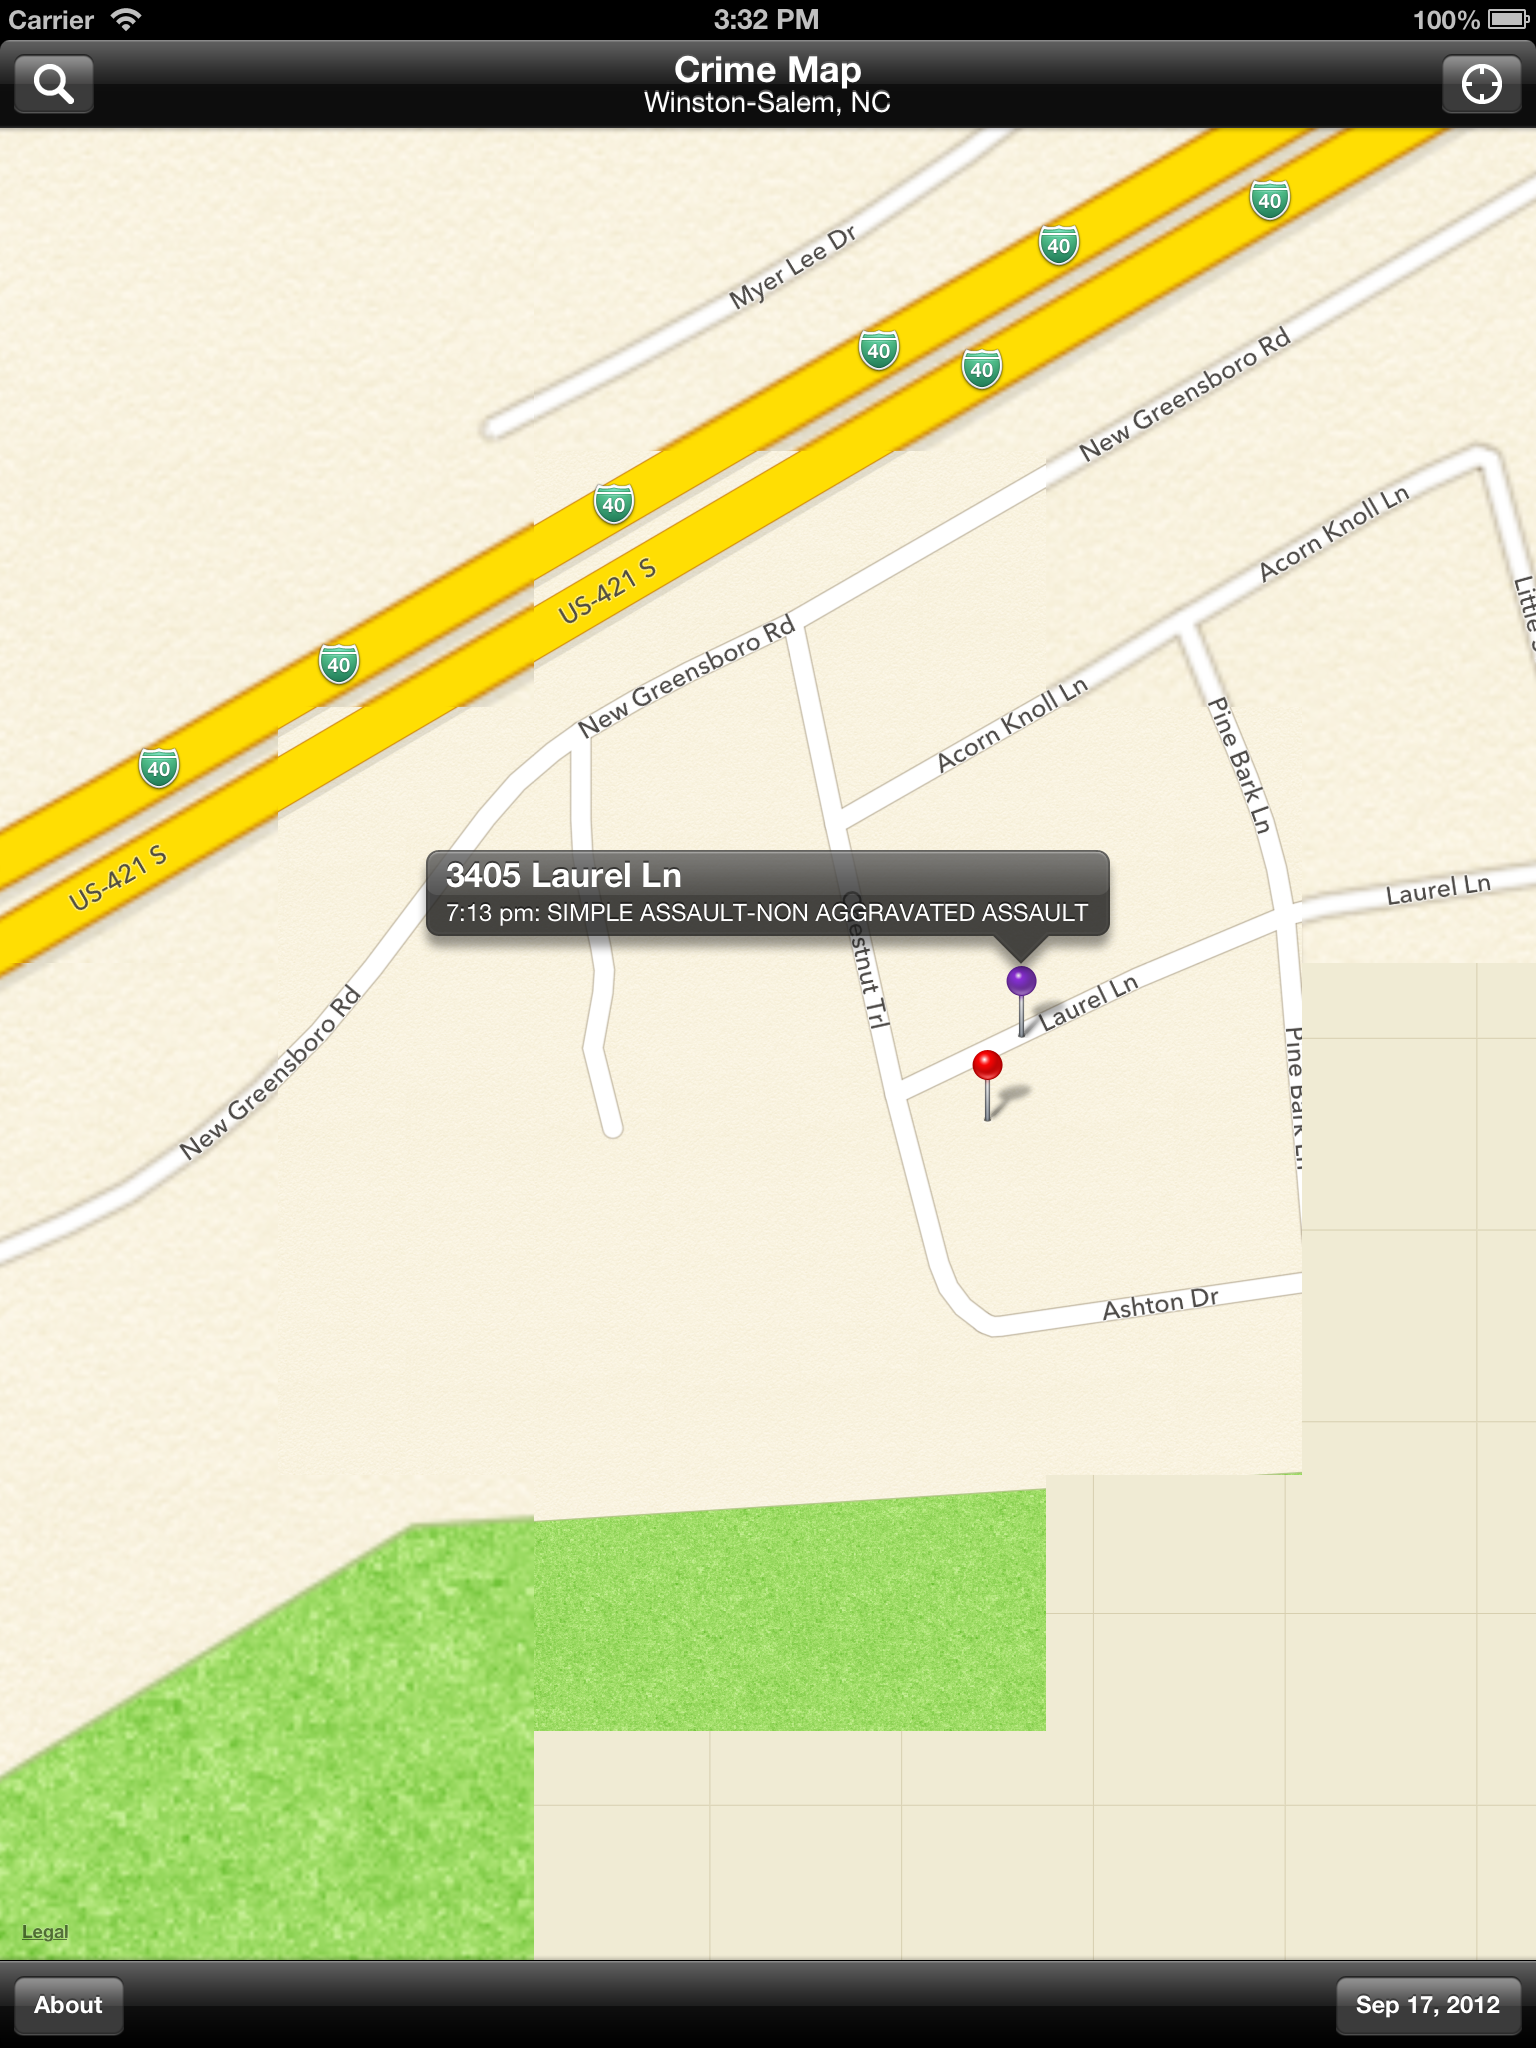 Carrier 3:32 PM 100%
Crime Map
Winston-Salem, NC
40
Myer Lee Dr
40
40
New Greensboro Rd
40
Acorn Knoll Ln
40
US-421 S
New Greensboro Rd
40
Acorn Knoll Ln
Pine Bark Ln
40
US-421 S
3405 Laurel Ln
7:13 pm: SIMPLE ASSAULT-NON AGGRAVATED ASSAULT
Laurel Ln
Laurel Ln
New Greensboro Rd
Pine Bark Ln
Ashton Dr
Legal
About
Sep 17, 2012